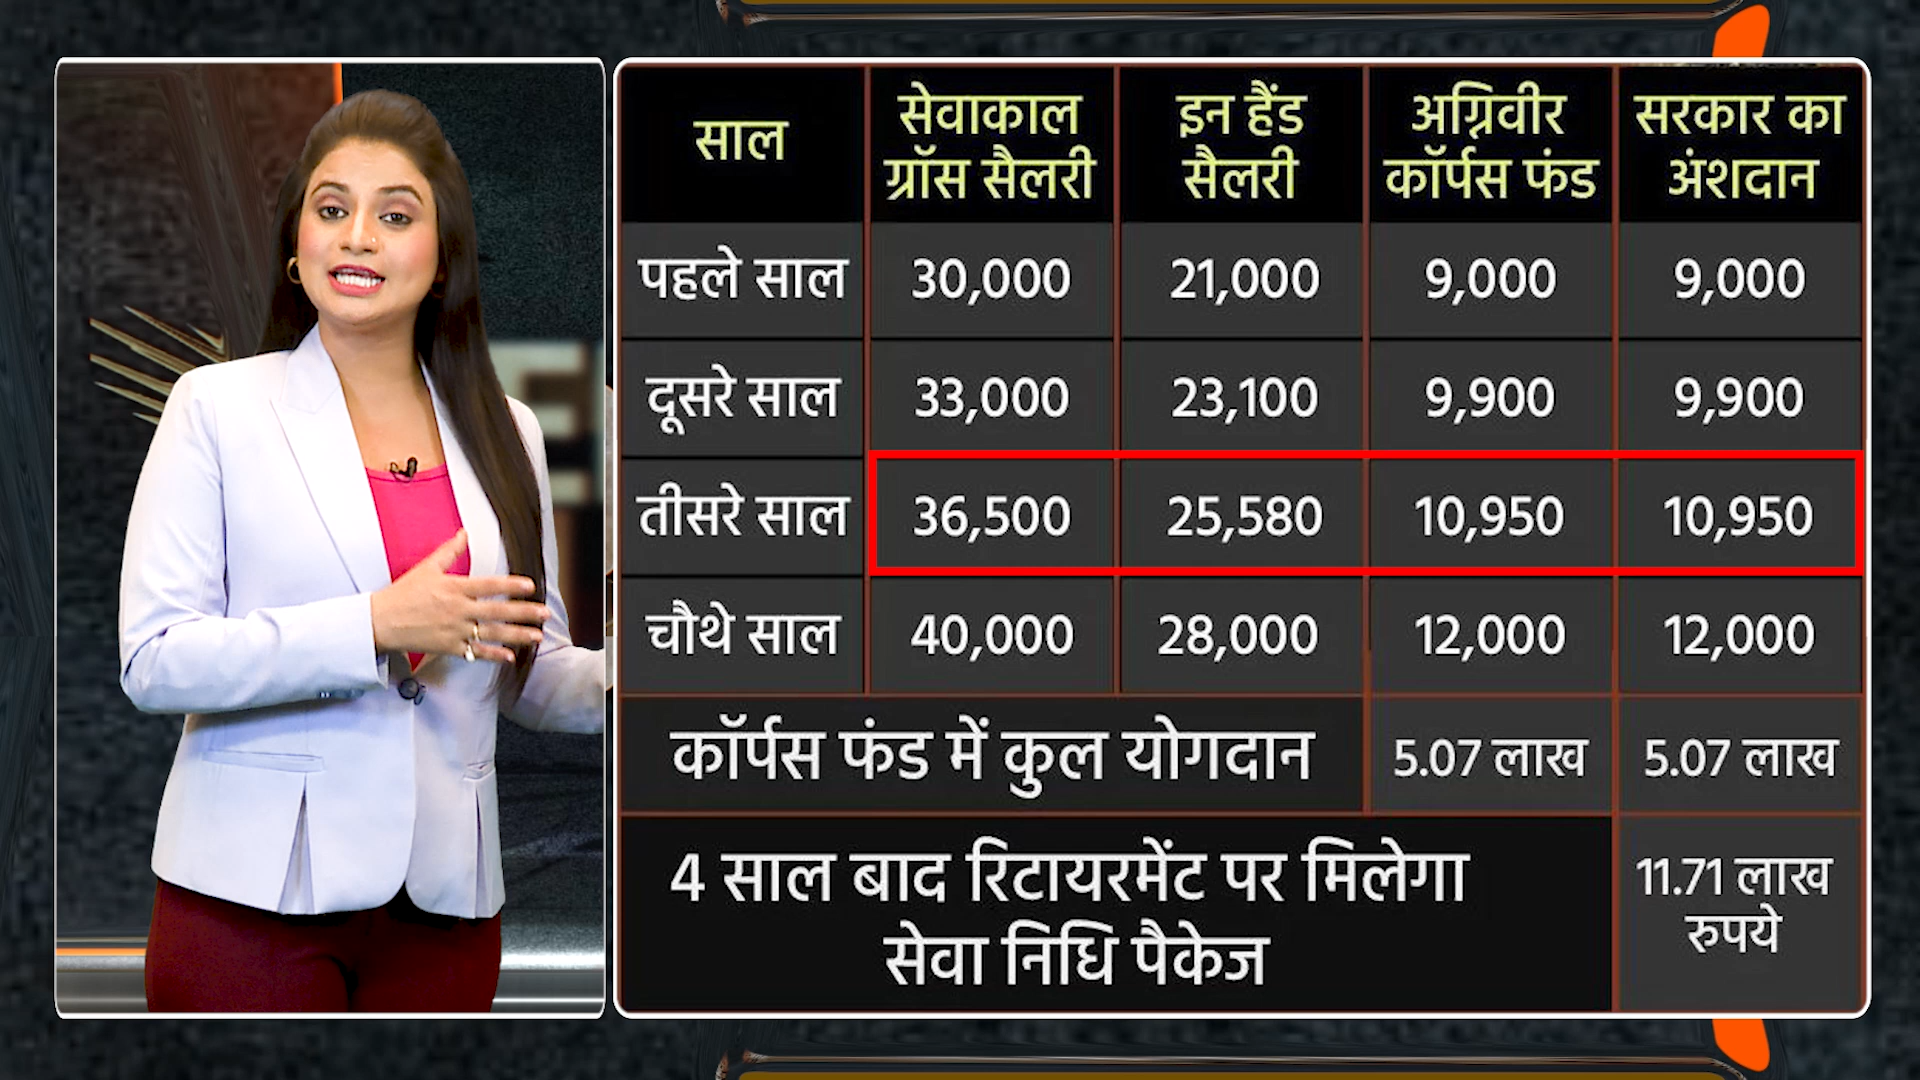 साल
सेवाकाल
ग्रॉस सैलरी
इन हैंड
सैलरी
अग्निवीर
कॉर्पस फंड
सरकार का
अंशदान
पहले साल 30,000 21,000 9,000 9,000
दूसरे साल 33,000 23,100 9,900 9,900
तीसरे साल 36,500 25,580 10,950 10,950
चौथे साल 40,000 28,000 12,000 12,000
कॉर्पस फंड में कुल योगदान 5.07 लाख 5.07 लाख
4 साल बाद रिटायरमेंट पर मिलेगा
सेवा निधि पैकेज
11.71 लाख
रुपये